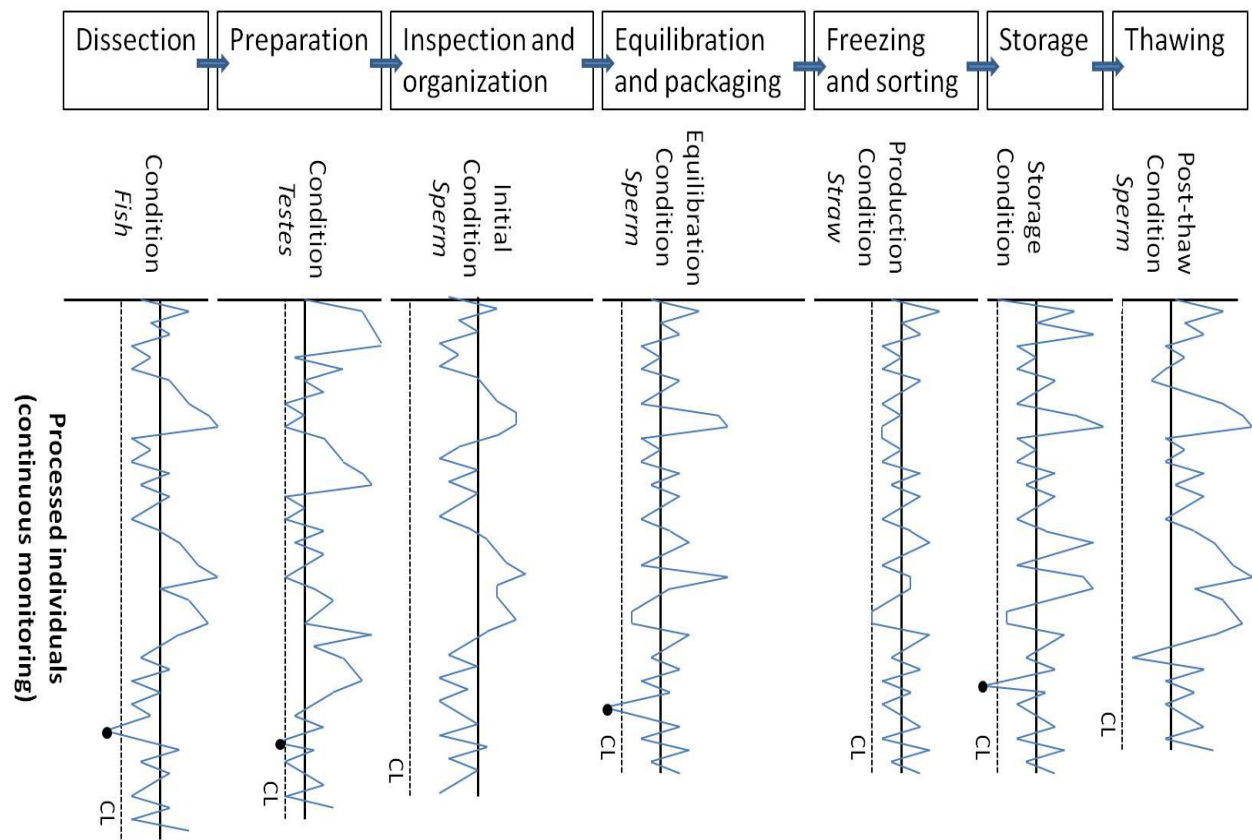 Dissection
Preparation
Inspection and
organization
Equilibration
and packaging
Freezing
and sorting
Storage
Thawing
Condition
Fish
Condition
Testes
Initial
Condition
Sperm
Equilibration
Condition
Sperm
Production
Condition
Straw
Storage
Condition
Post-thaw
Condition
Sperm
Processed individuals
(continuous monitoring)
CL
CL
CL
CL
CL
CL
CL